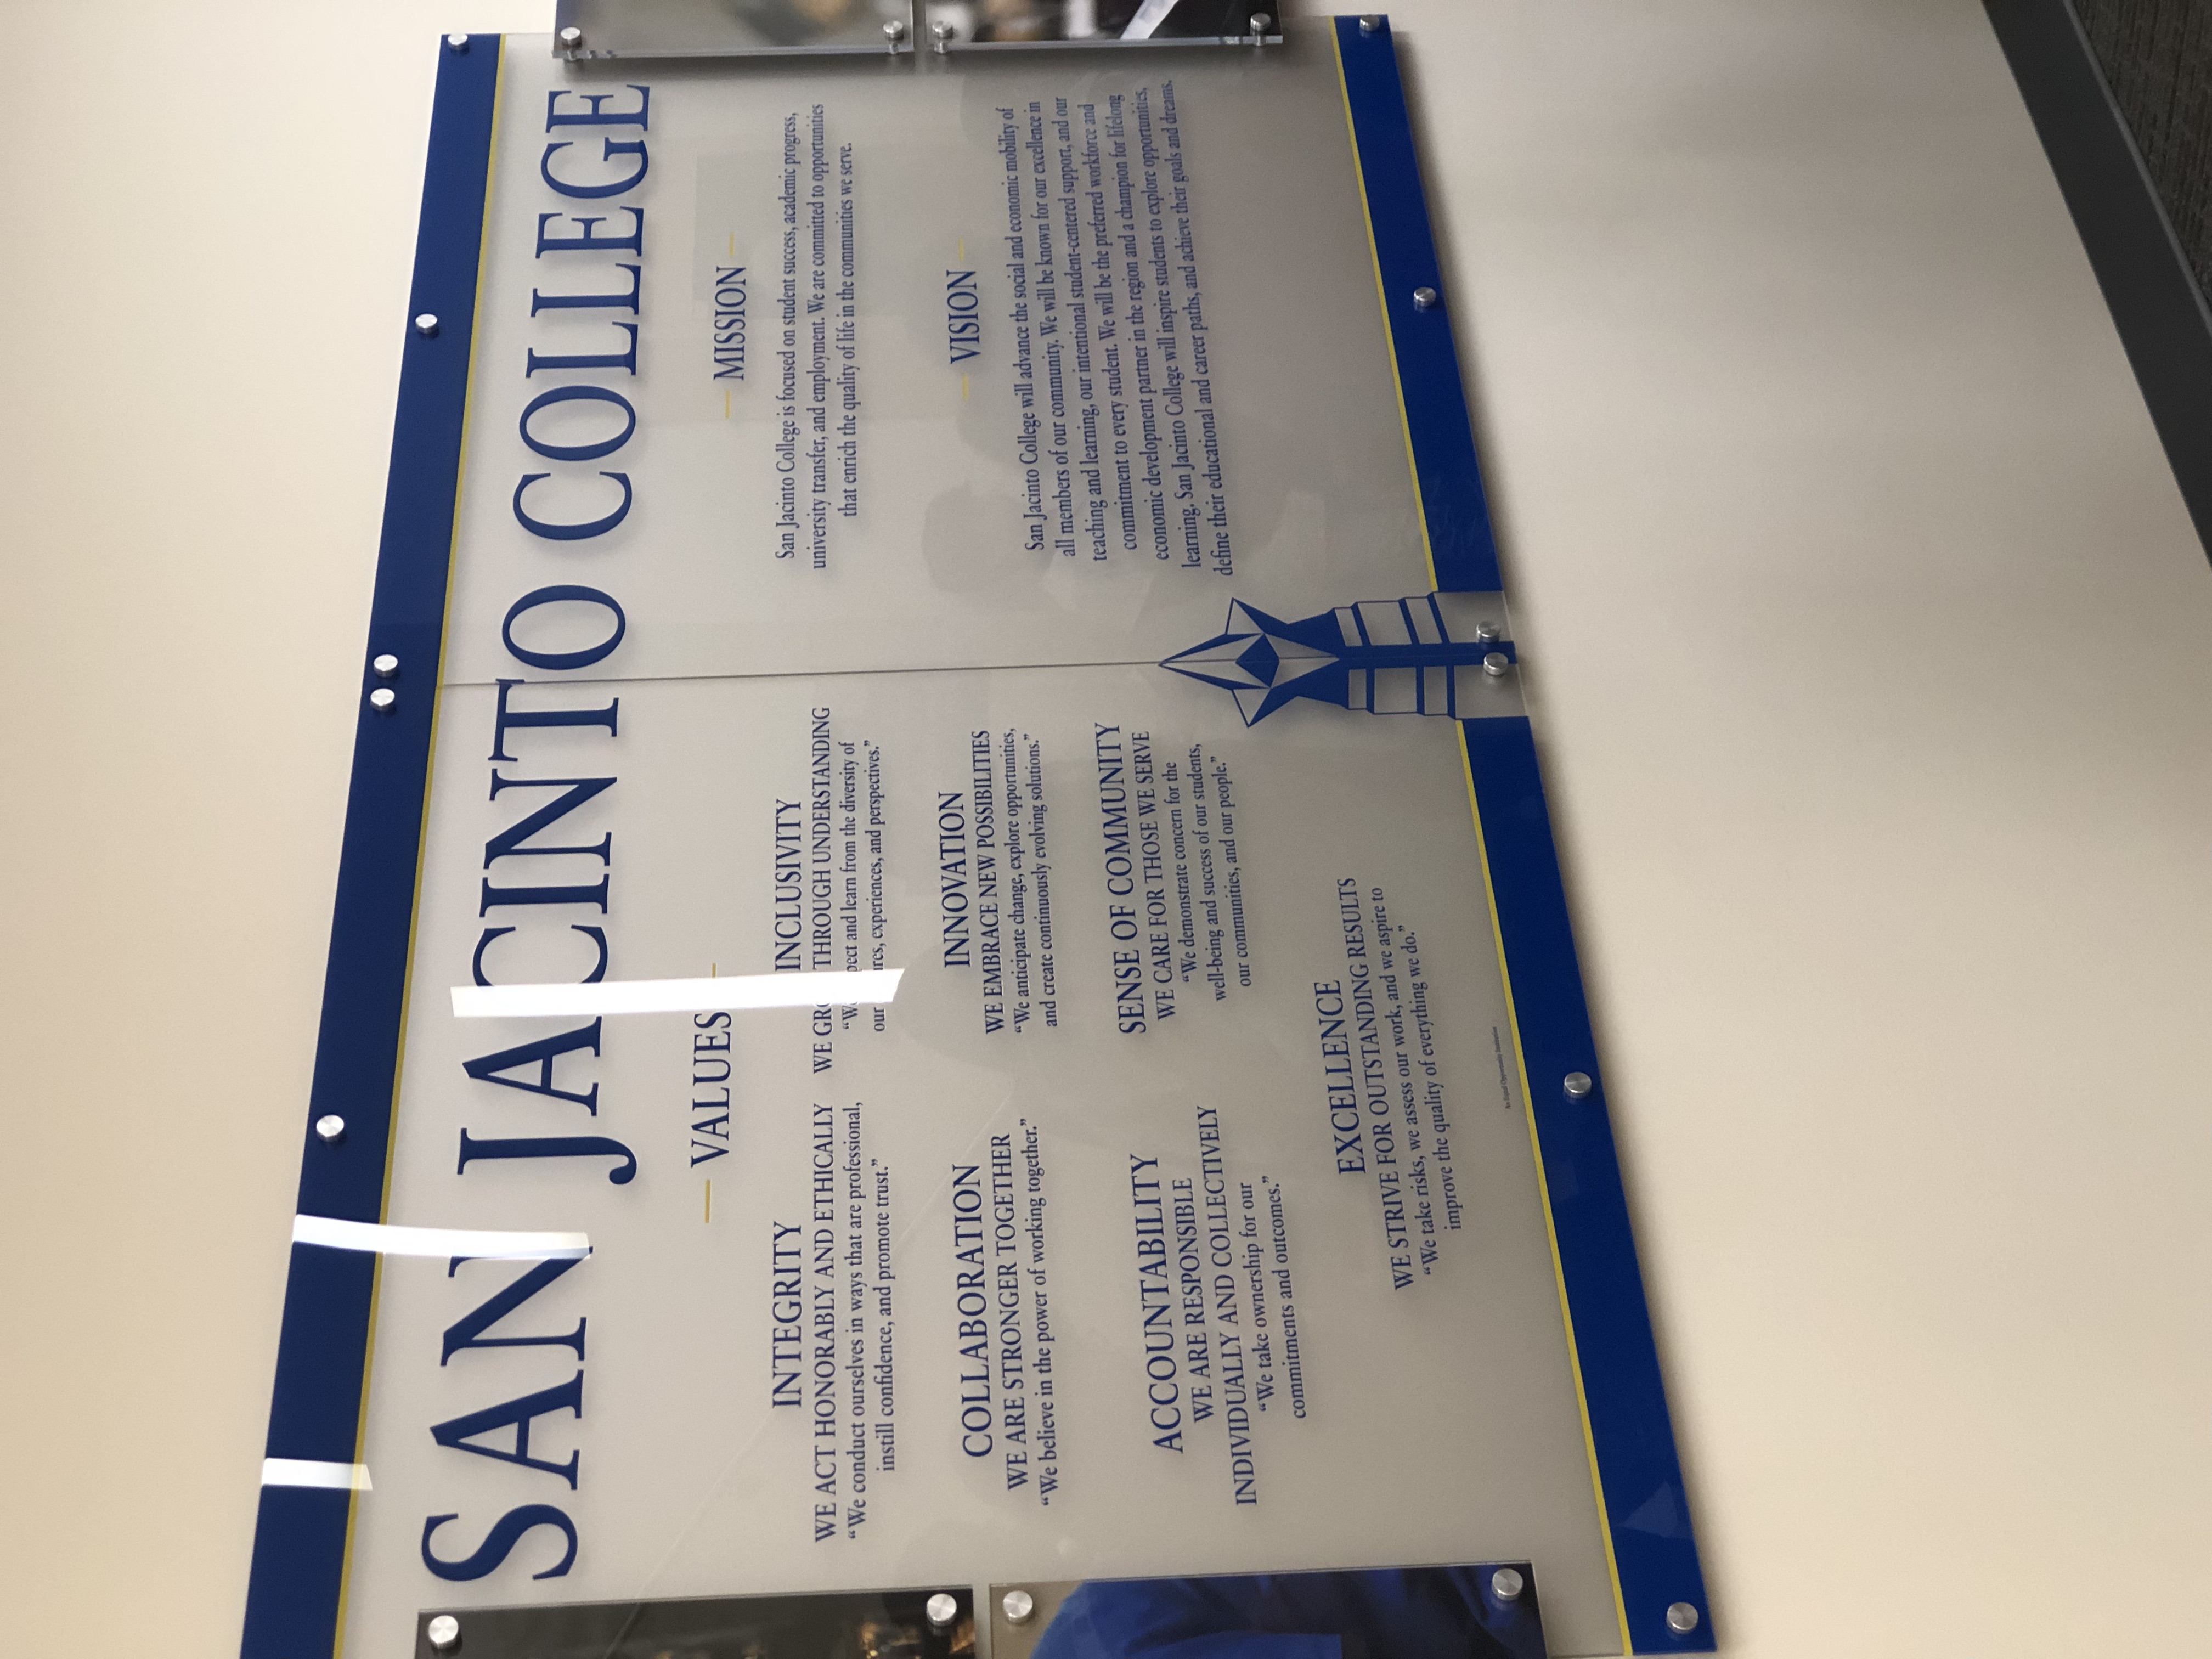 SAN JACINTO COLLEGE
VALUES
INTEGRITY
WE ACT HONORABLY AND ETHICALLY
“We conduct ourselves in ways that are professional,
instill confidence, and promote trust.”
INCLUSIVITY
WE THROUGH UNDERSTANDING
and learn from the diversity of
our experiences, and perspectives.”
COLLABORATION
WE ARE STRONGER TOGETHER
“We believe in the power of working together.”
INNOVATION
WE EMBRACE NEW POSSIBILITIES
“We anticipate change, explore opportunities,
and create continuously evolving solutions.”
ACCOUNTABILITY
WE ARE RESPONSIBLE
INDIVIDUALLY AND COLLECTIVELY
“We take ownership for our
commitments and outcomes.”
SENSE OF COMMUNITY
WE CARE FOR THOSE WE SERVE
“We demonstrate concern for the
well-being and success of our students,
our communities, and our people.”
EXCELLENCE
WE STRIVE FOR OUTSTANDING RESULTS
“We take risks, we assess our work, and we aspire to
improve the quality of everything we do.”
An Equal Opportunity Institution
MISSION
San Jacinto College is focused on student success, academic progress,
university transfer, and employment. We are committed to opportunities
that enrich the quality of life in the communities we serve.
VISION
San Jacinto College will advance the social and economic mobility of
all members of our community. We will be known for our excellence in
teaching and learning, our intentional student-centered support, and our
commitment to every student. We will be the preferred workforce and
economic development partner in the region and a champion for lifelong
learning. San Jacinto College will inspire students to explore opportunities,
define their educational and career paths, and achieve their goals and dreams.